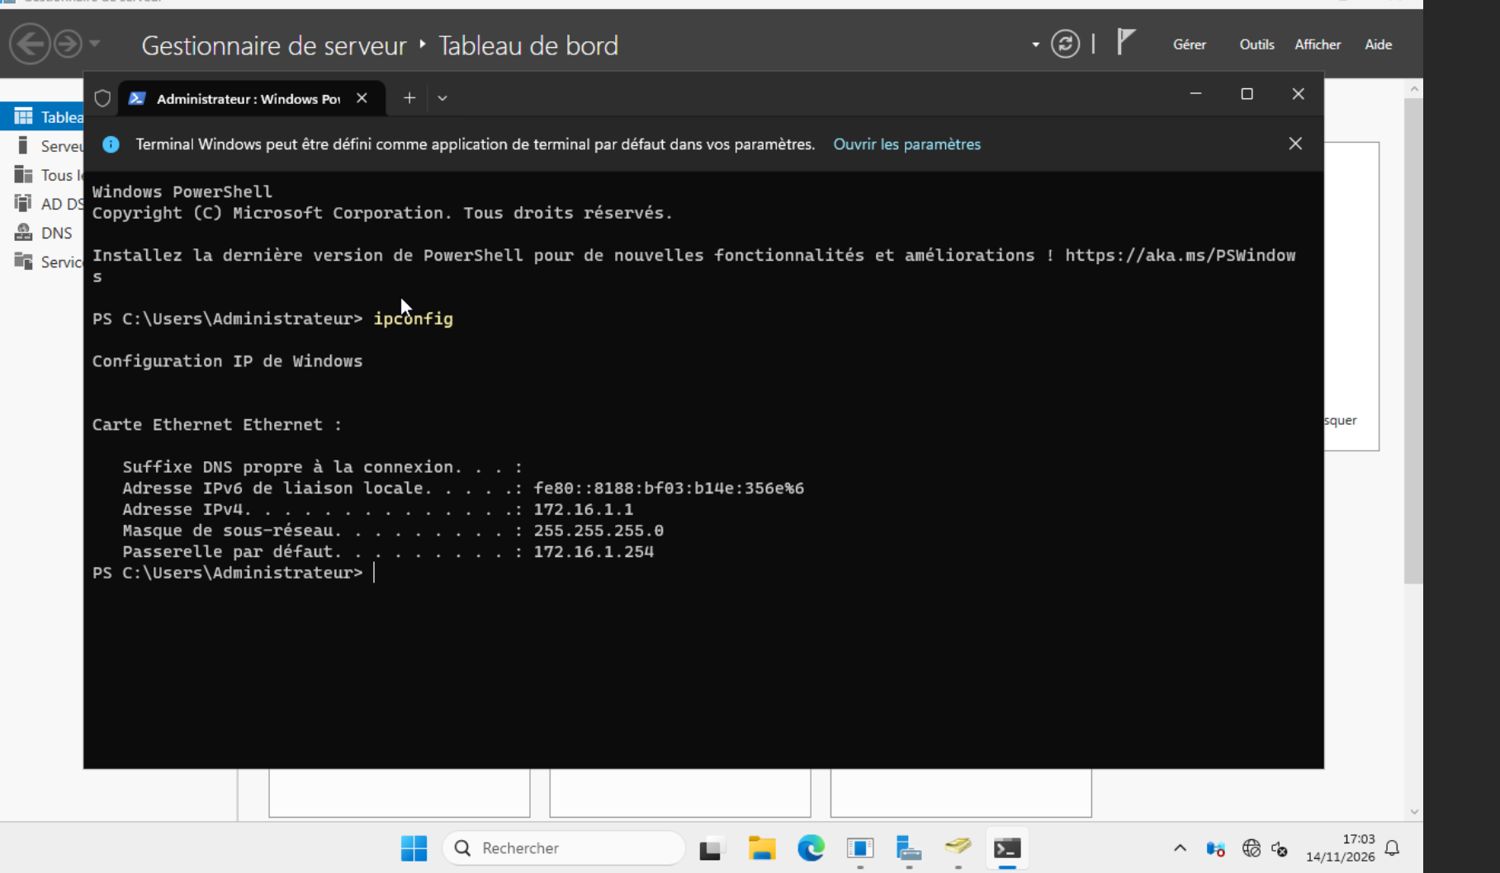 Gestionnaire de serveur
Gestionnaire de serveur ‣ Tableau de bord
Gérer
Outils
Afficher
Aide
Administrateur : Windows Po
Terminal Windows peut être défini comme application de terminal par défaut dans vos paramètres. Ouvrir les paramètres
Tablea
Serveu
Tous l
AD DS
DNS
Servic
Windows PowerShell
Copyright (C) Microsoft Corporation. Tous droits réservés.
Installez la dernière version de PowerShell pour de nouvelles fonctionnalités et améliorations ! https://aka.ms/PSWindow
s
PS C:\Users\Administrateur> ipconfig
Configuration IP de Windows
Carte Ethernet Ethernet :
Suffixe DNS propre à la connexion. . . :
Adresse IPv6 de liaison locale. . . . .: fe80::8188:bf03:b14e:356e%6
Adresse IPv4. . . . . . . . . . . . . .: 172.16.1.1
Masque de sous-réseau. . . . . . . . . : 255.255.255.0
Passerelle par défaut. . . . . . . . . : 172.16.1.254
PS C:\Users\Administrateur>
squer
Rechercher
17:03
14/11/2026